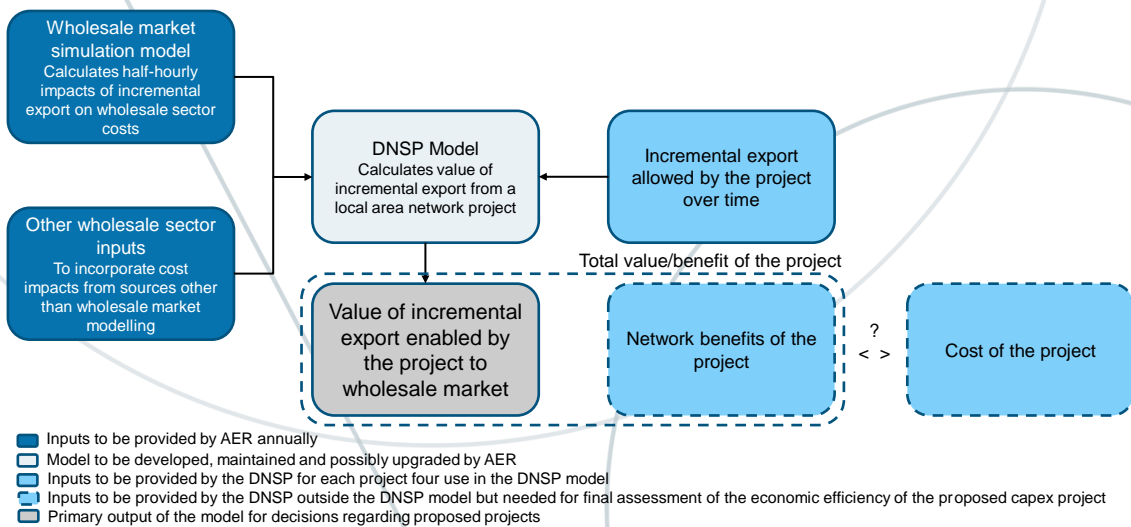 Wholesale market
simulation model
Calculates half-hourly
impacts of incremental
export on wholesale sector
costs
DNSP Model
Calculates value of
incremental export from a
local area network project
Incremental export
allowed by the project
over time
Other wholesale sector
inputs
To incorporate cost
impacts from sources other
than wholesale market
modelling
Total value/benefit of the project
Value of incremental
export enabled by
the project to
wholesale market
Network benefits of the
project
?
< >
Cost of the project
Inputs to be provided by AER annually
Model to be developed, maintained and possibly upgraded by AER
Inputs to be provided by the DNSP for each project four use in the DNSP model
Inputs to be provided by the DNSP outside the DNSP model but needed for final assessment of the economic efficiency of the proposed capex project
Primary output of the model for decisions regarding proposed projects